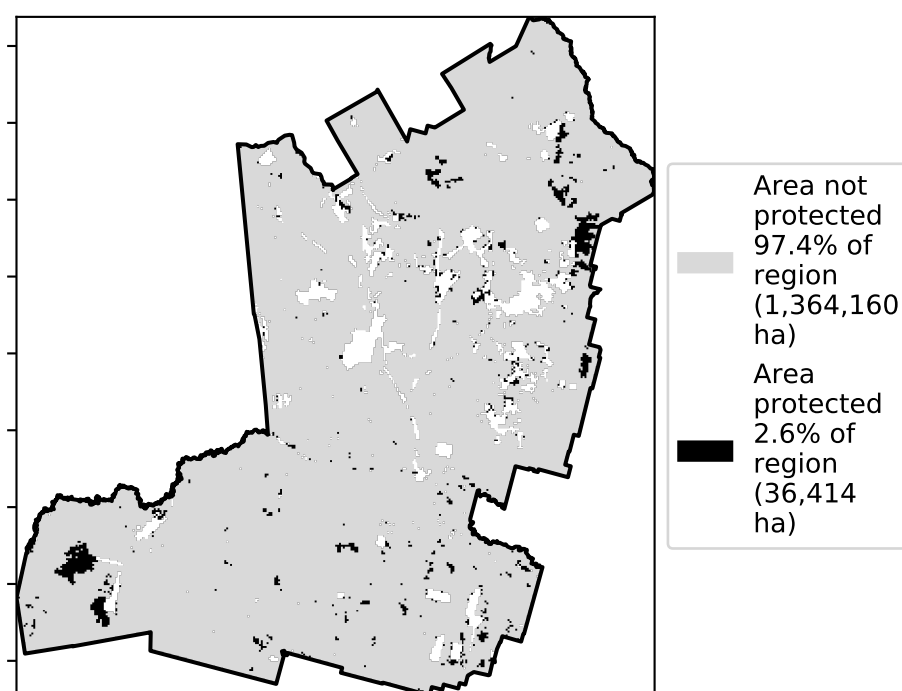 Area not
protected
97.4% of
region
(1,364,160
ha)
Area
protected
2.6% of
region
(36,414
ha)